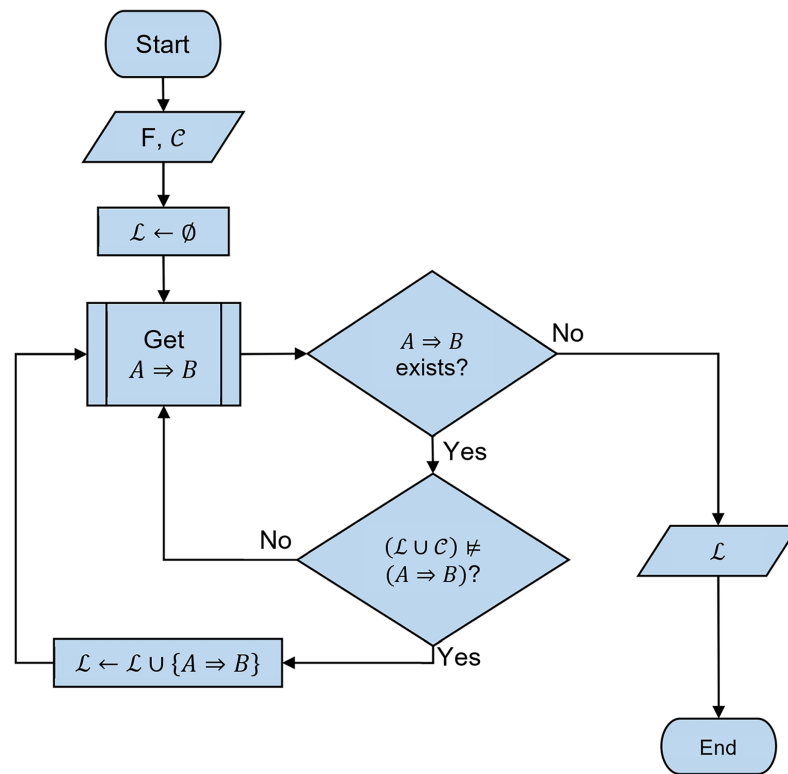 Start
F, 𝒞
ℒ ← ∅
Get
A ⇒ B
A ⇒ B
exists?
No
Yes
(ℒ ∪ 𝒞) ⊭
(A ⇒ B)?
No
Yes
ℒ ← ℒ ∪ {A ⇒ B}
ℒ
End